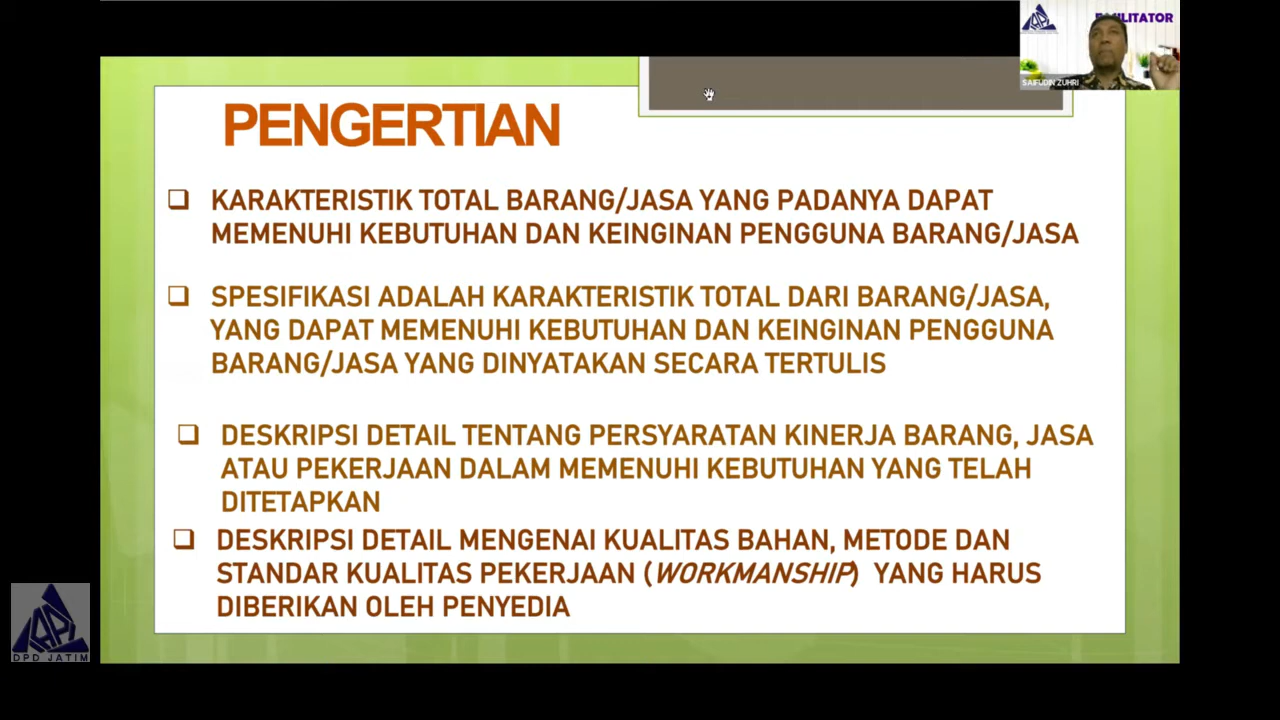 FACILITATOR
SAIFUDIN ZUHRI
PENGERTIAN
KARAKTERISTIK TOTAL BARANG/JASA YANG PADANYA DAPAT
MEMENUHI KEBUTUHAN DAN KEINGINAN PENGGUNA BARANG/JASA
SPESIFIKASI ADALAH KARAKTERISTIK TOTAL DARI BARANG/JASA,
YANG DAPAT MEMENUHI KEBUTUHAN DAN KEINGINAN PENGGUNA
BARANG/JASA YANG DINYATAKAN SECARA TERTULIS
DESKRIPSI DETAIL TENTANG PERSYARATAN KINERJA BARANG, JASA
ATAU PEKERJAAN DALAM MEMENUHI KEBUTUHAN YANG TELAH
DITETAPKAN
DESKRIPSI DETAIL MENGENAI KUALITAS BAHAN, METODE DAN
STANDAR KUALITAS PEKERJAAN (WORKMANSHIP) YANG HARUS
DIBERIKAN OLEH PENYEDIA
DPD JATIM